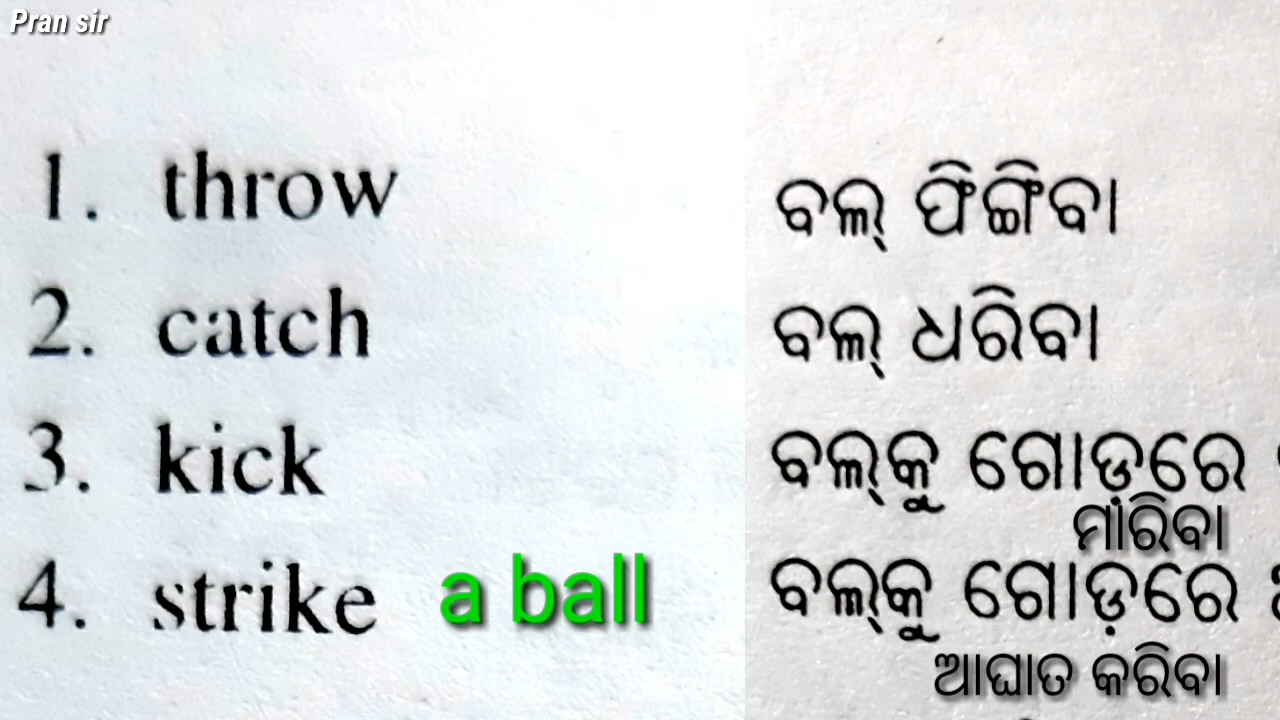 Pran sir
1. throw ବଲ୍ ଫିଙ୍ଗିବା
2. catch ବଲ୍ ଧରିବା
3. kick ବଲ୍‌କୁ ଗୋଡ଼ରେ
ମାରିବା
4. strike a ball ବଲ୍‌କୁ ଗୋଡ଼ରେ
ଆଘାତ କରିବା